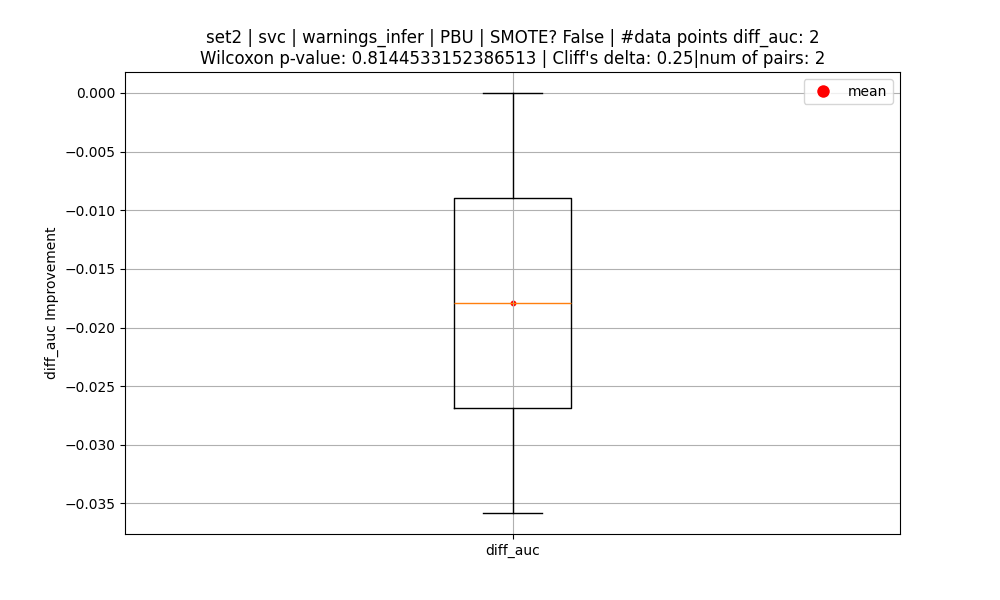 set2 | svc | warnings_infer | PBU | SMOTE? False | #data points diff_auc: 2
Wilcoxon p-value: 0.8144533152386513 | Cliff's delta: 0.25|num of pairs: 2
mean
0.000
−0.005
−0.010
−0.015
−0.020
−0.025
−0.030
−0.035
diff_auc Improvement
diff_auc